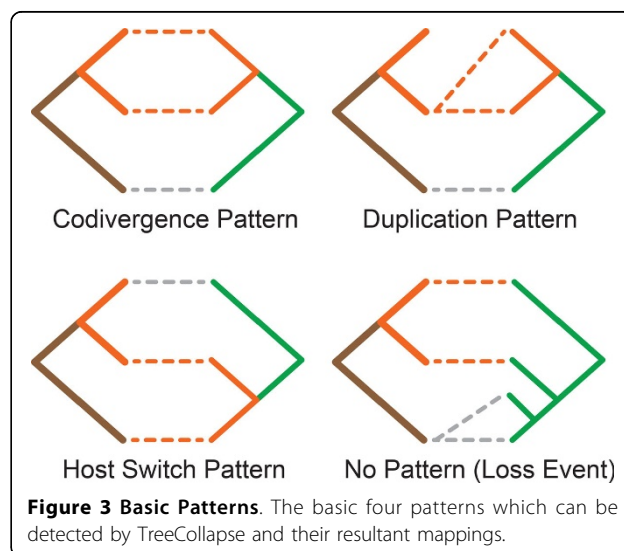 Codivergence Pattern
Duplication Pattern
Host Switch Pattern
No Pattern (Loss Event)
Figure 3 Basic Patterns. The basic four patterns which can be
detected by TreeCollapse and their resultant mappings.